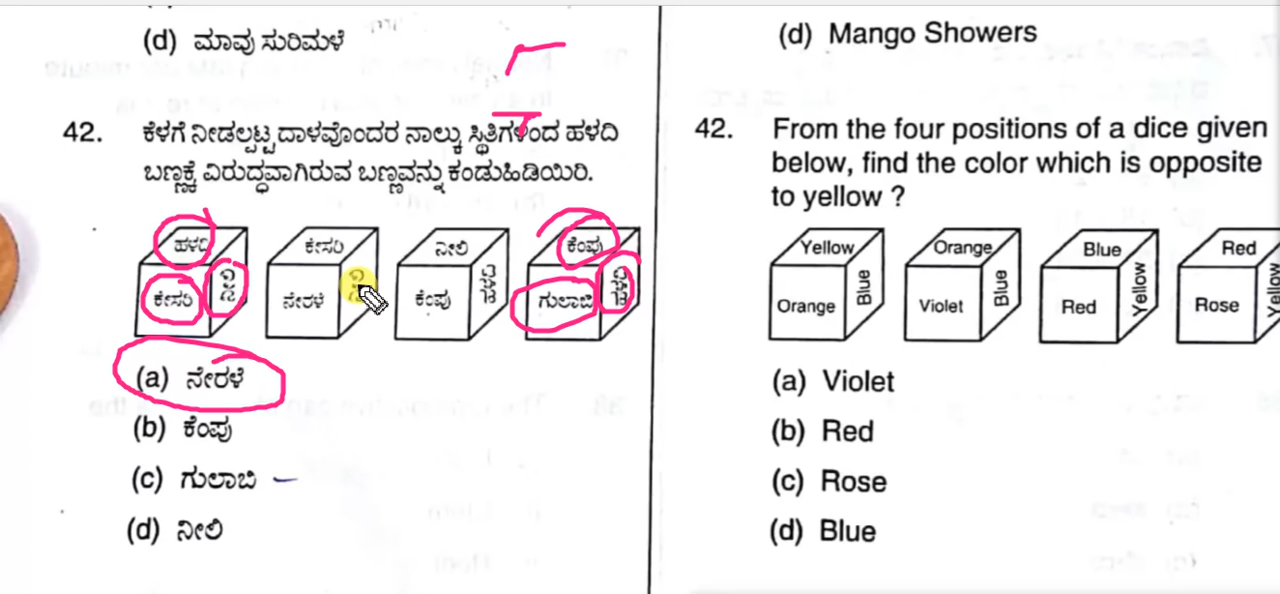 (d) ಮಾವು ಸುರಿಮಳೆ
42. ಕೆಳಗೆ ನೀಡಲ್ಪಟ್ಟ ದಾಳವೊಂದರ ನಾಲ್ಕು ಸ್ಥಿತಿಗಳಿಂದ ಹಳದಿ
ಬಣ್ಣಕ್ಕೆ ವಿರುದ್ಧವಾಗಿರುವ ಬಣ್ಣವನ್ನು ಕಂಡುಹಿಡಿಯಿರಿ.
ಹಳದಿ ಕೇಸರಿ ನೀಲಿ ಕೆಂಪು
ಕೇಸರಿ ನೀಲಿ ನೇರಳೆ ನೀಲಿ ಕೆಂಪು ಹಳದಿ ಗುಲಾಬಿ ಹಳದಿ
(a) ನೇರಳೆ
(b) ಕೆಂಪು
(c) ಗುಲಾಬಿ
(d) ನೀಲಿ
(d) Mango Showers
42. From the four positions of a dice given
below, find the color which is opposite
to yellow ?
Yellow Orange Blue Red
Orange Blue Violet Blue Red Yellow Rose Yellow
(a) Violet
(b) Red
(c) Rose
(d) Blue